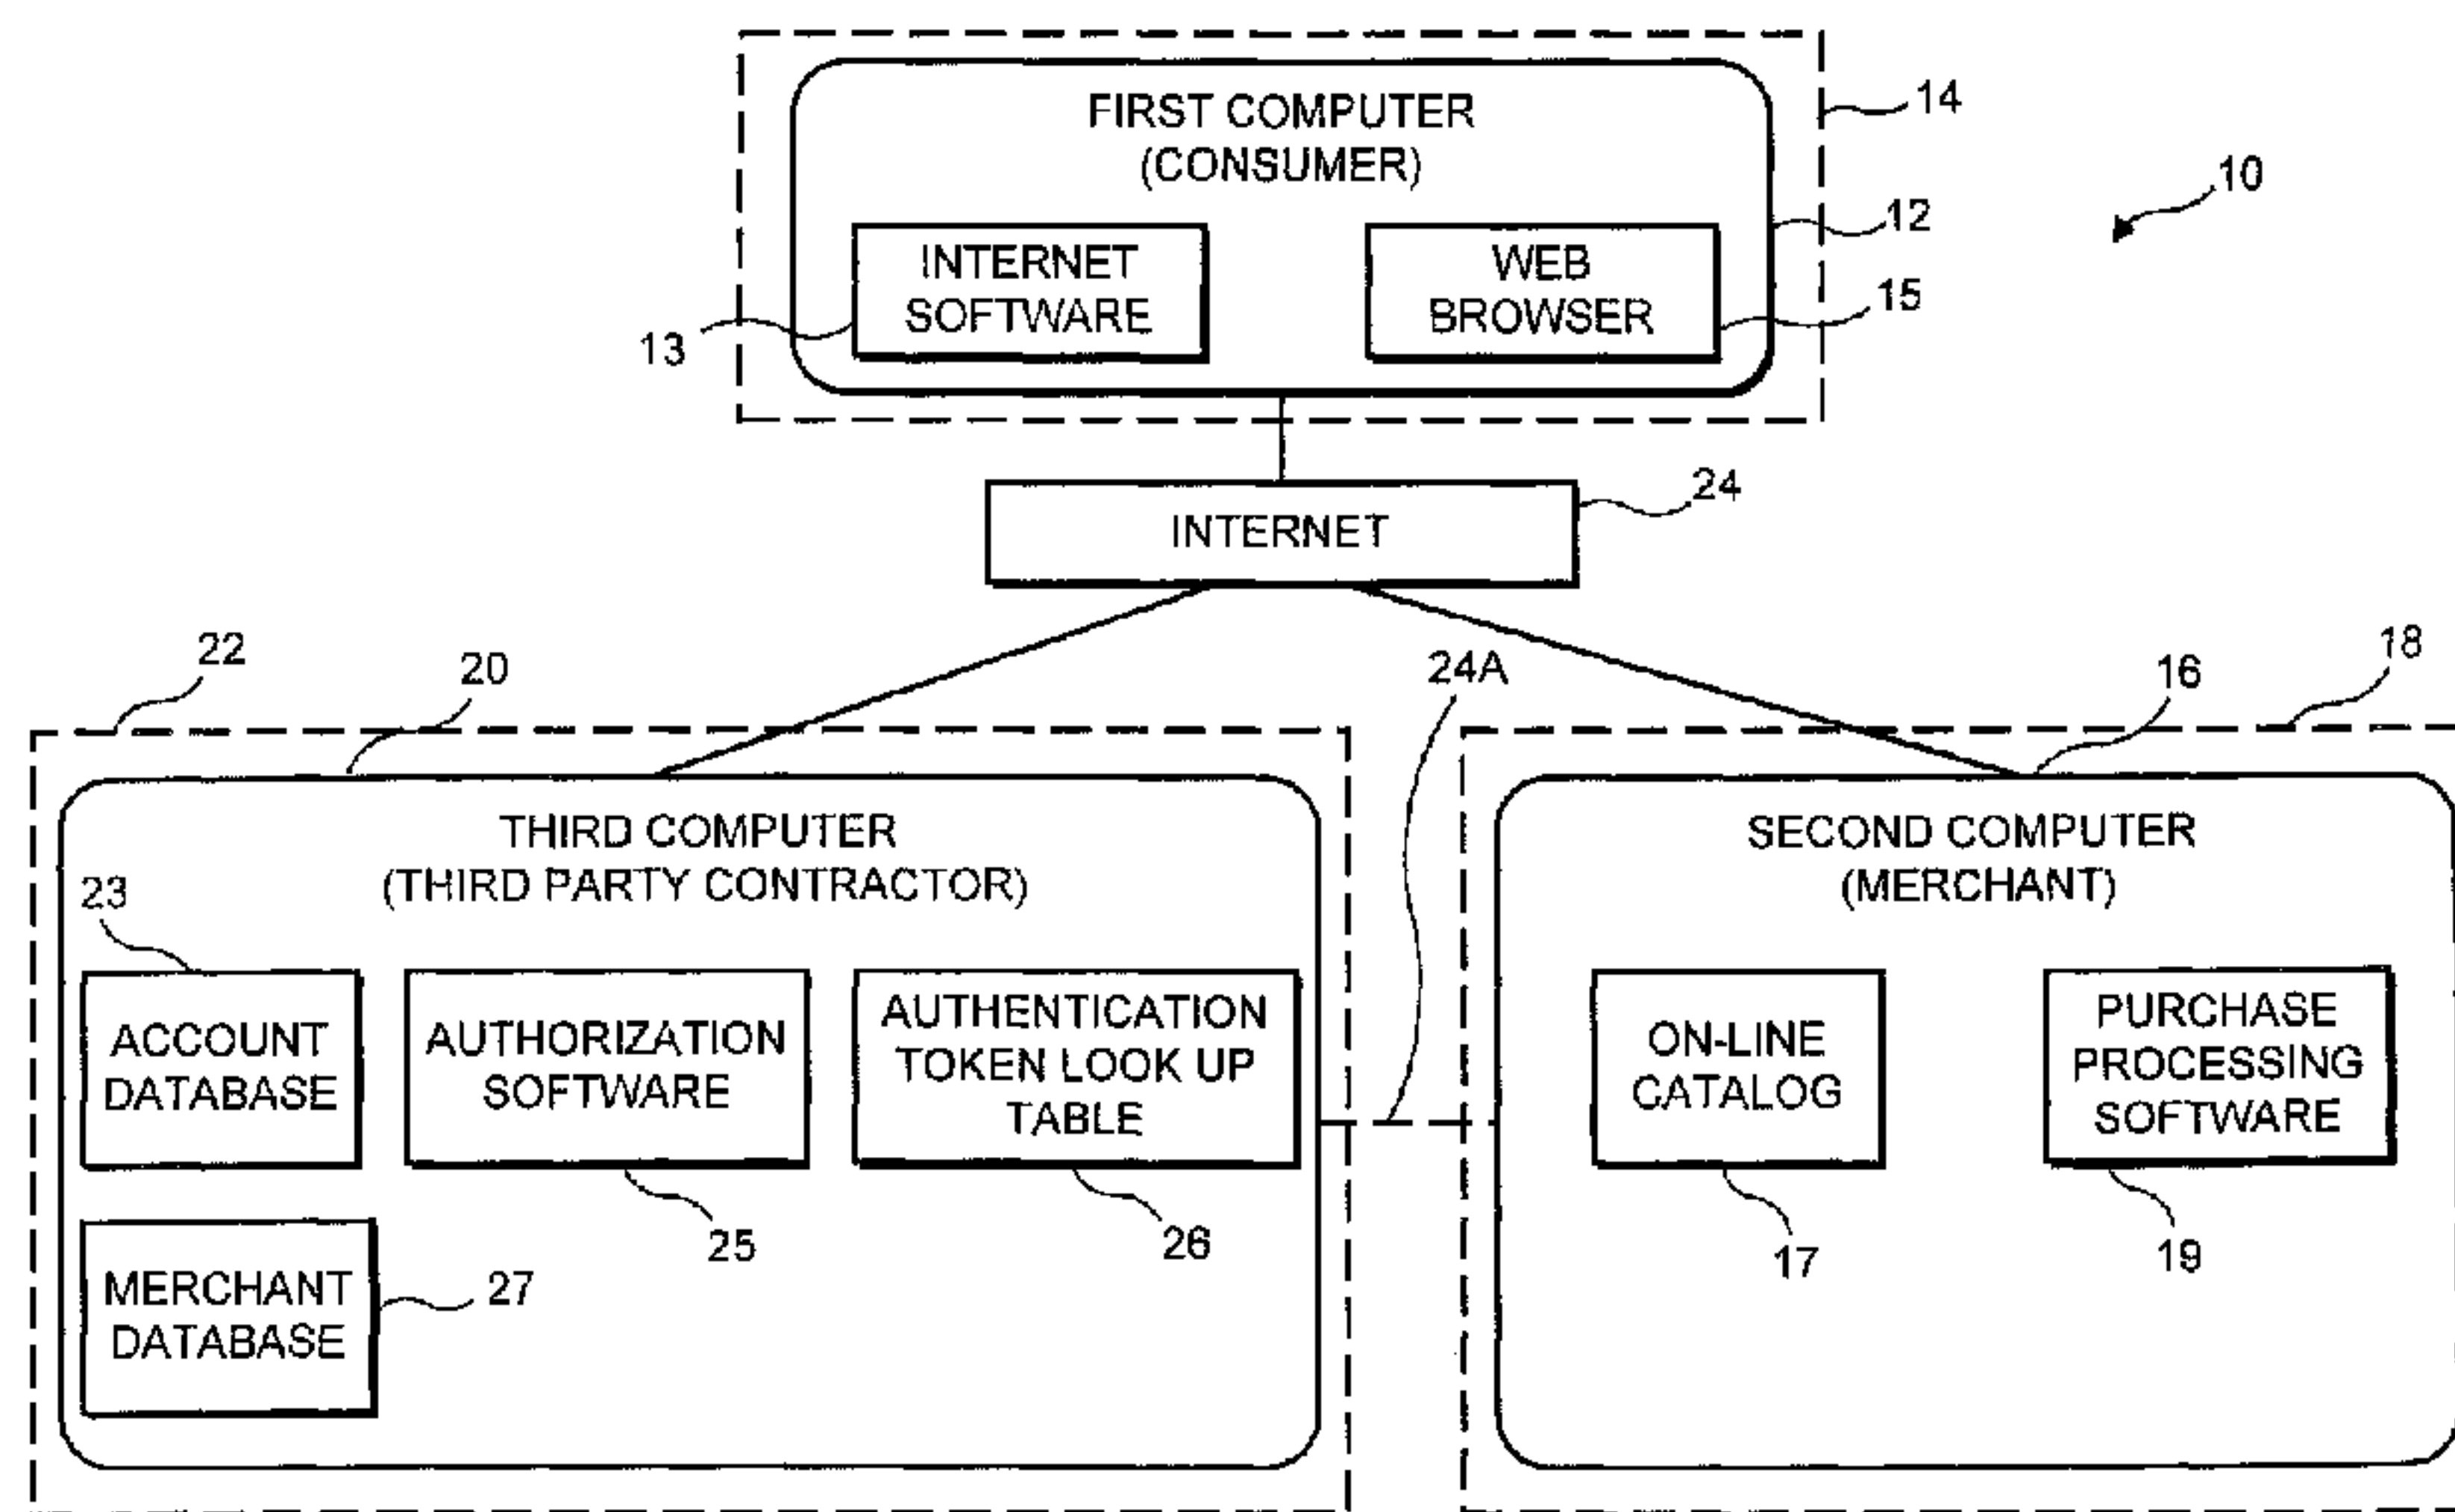 FIRST COMPUTER
(CONSUMER)
14
10
12
INTERNET
SOFTWARE
WEB
BROWSER
13
15
INTERNET
24
22
20
24A
16
18
THIRD COMPUTER
(THIRD PARTY CONTRACTOR)
23
ACCOUNT
DATABASE
AUTHORIZATION
SOFTWARE
AUTHENTICATION
TOKEN LOOK UP
TABLE
25
26
MERCHANT
DATABASE
27
SECOND COMPUTER
(MERCHANT)
ON-LINE
CATALOG
PURCHASE
PROCESSING
SOFTWARE
17
19